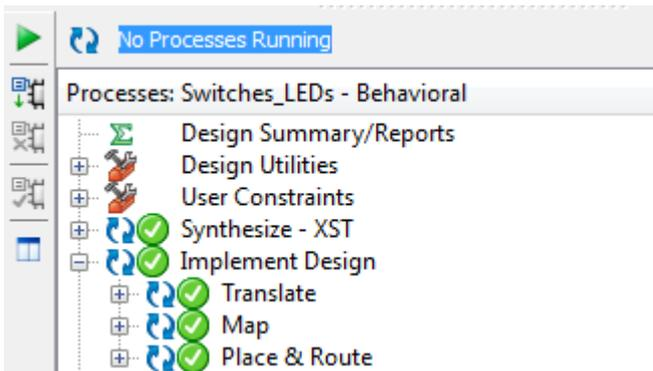 No Processes Running
Processes: Switches_LEDs - Behavioral
Design Summary/Reports
Design Utilities
User Constraints
Synthesize - XST
Implement Design
Translate
Map
Place & Route